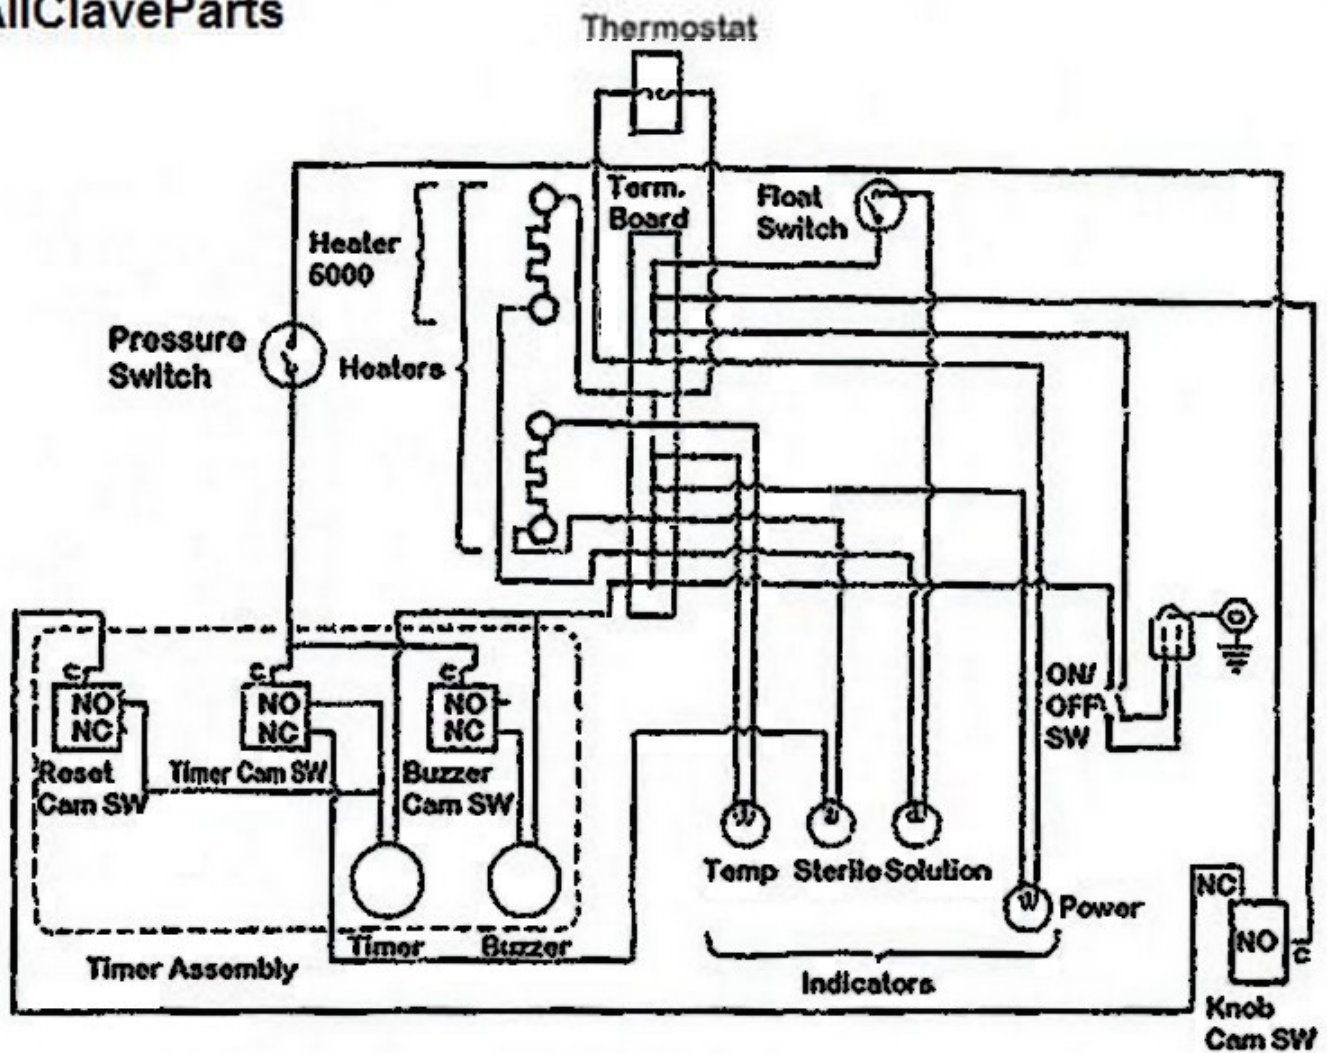 AllClaveParts
Thermostat
Term.
Board
Float
Switch
Heater
6000
Pressure
Switch
Heaters
ON/
OFF
SW
C
NO
NC
C
NO
NC
C
NO
NC
Reset
Cam SW
Timer Cam SW
Buzzer
Cam SW
Temp
Sterile
Solution
NC
Power
NO
C
Timer
Buzzer
Timer Assembly
Indicators
Knob
Cam SW